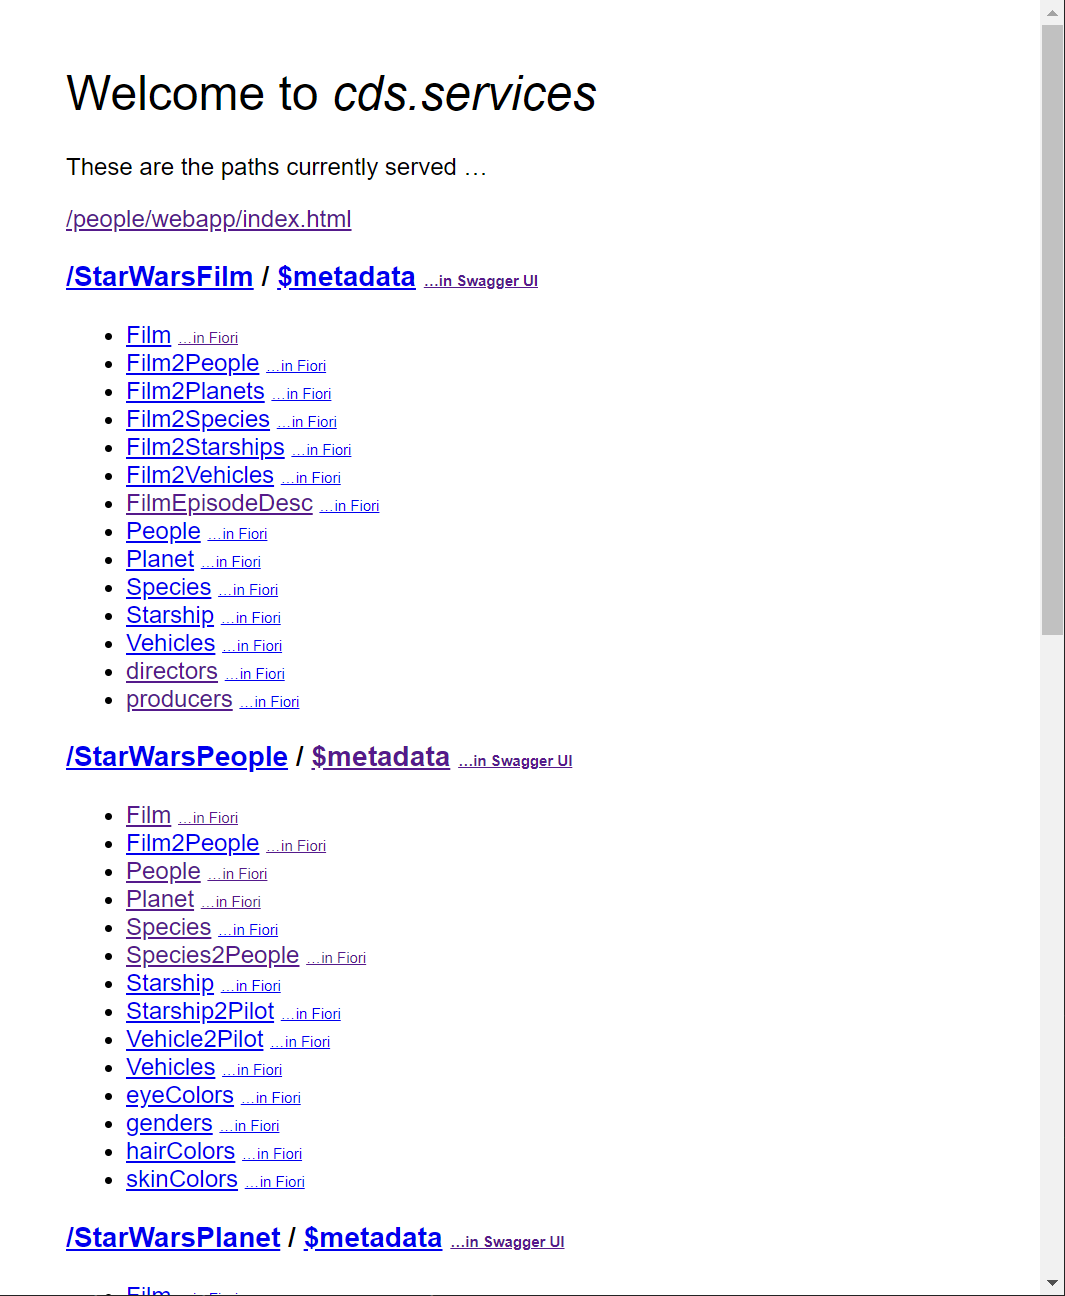 Welcome to cds.services
These are the paths currently served …
/people/webapp/index.html
/StarWarsFilm / $metadata ...in Swagger UI
Film ...in Fiori
Film2People ...in Fiori
Film2Planets ...in Fiori
Film2Species ...in Fiori
Film2Starships ...in Fiori
Film2Vehicles ...in Fiori
FilmEpisodeDesc ...in Fiori
People ...in Fiori
Planet ...in Fiori
Species ...in Fiori
Starship ...in Fiori
Vehicles ...in Fiori
directors ...in Fiori
producers ...in Fiori
/StarWarsPeople / $metadata ...in Swagger UI
Film ...in Fiori
Film2People ...in Fiori
People ...in Fiori
Planet ...in Fiori
Species ...in Fiori
Species2People ...in Fiori
Starship ...in Fiori
Starship2Pilot ...in Fiori
Vehicle2Pilot ...in Fiori
Vehicles ...in Fiori
eyeColors ...in Fiori
genders ...in Fiori
hairColors ...in Fiori
skinColors ...in Fiori
/StarWarsPlanet / $metadata ...in Swagger UI
Film ...in Fiori